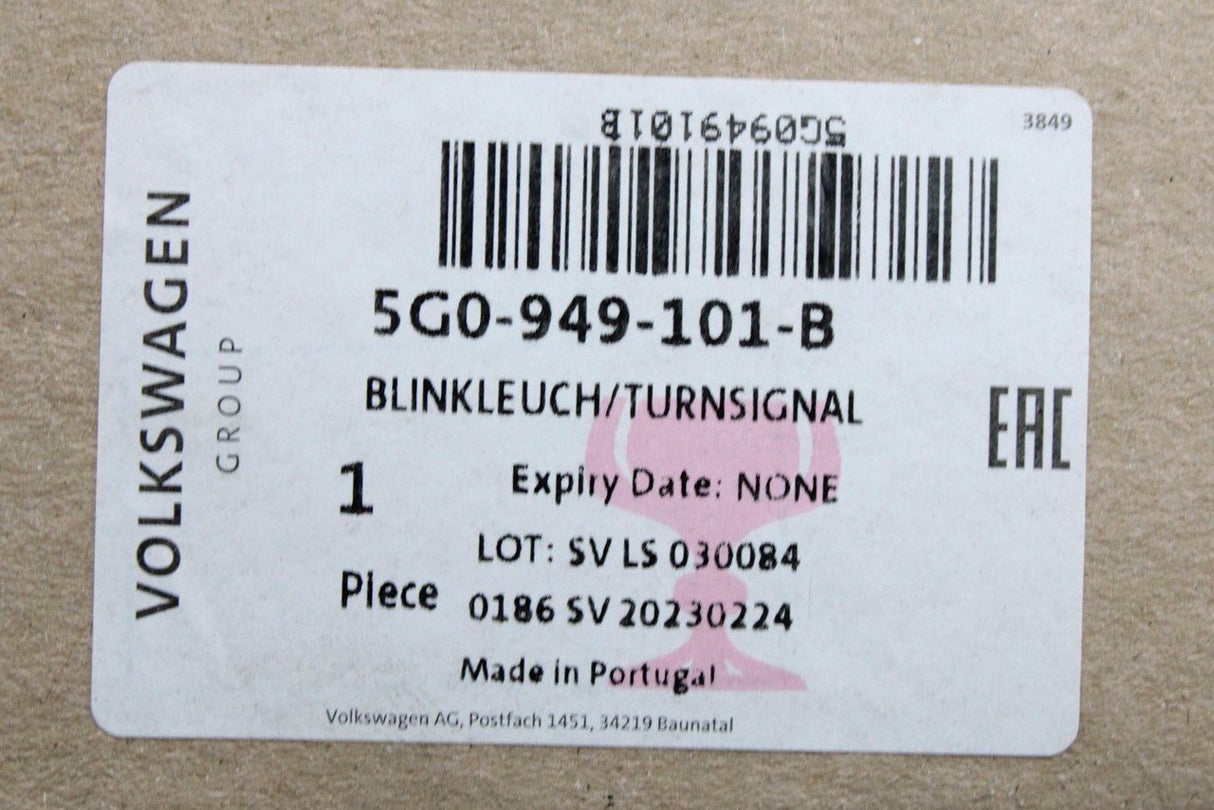 3849
5G0949101B
5G0-949-101-B
BLINKLEUCH/TURNSIGNAL
EAC
1
Piece
Expiry Date: NONE
LOT: SV LS 030084
0186 SV 20230224
Made in Portugal
Volkswagen AG, Postfach 1451, 34219 Baunatal
VOLKSWAGEN
GROUP